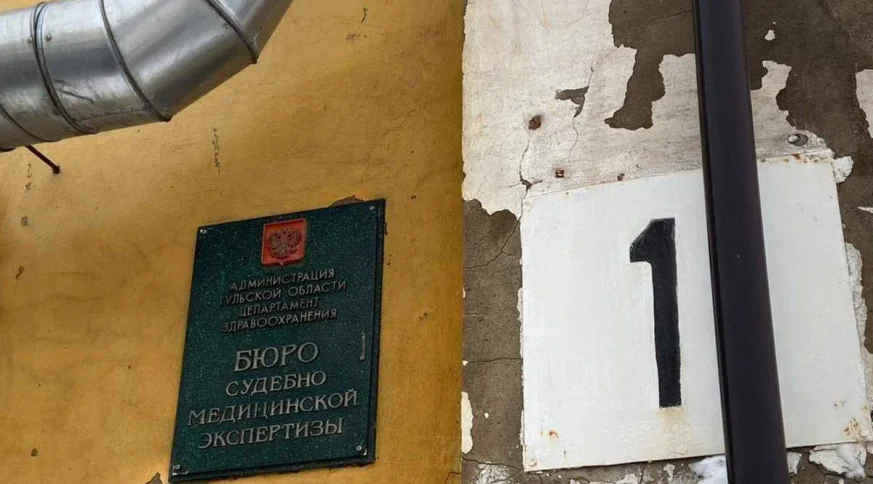 АДМИНИСТРАЦИЯ
ТУЛЬСКОЙ ОБЛАСТИ
ДЕПАРТАМЕНТ
ЗДРАВООХРАНЕНИЯ
БЮРО
СУДЕБНО
МЕДИЦИНСКОЙ
ЭКСПЕРТИЗЫ
1